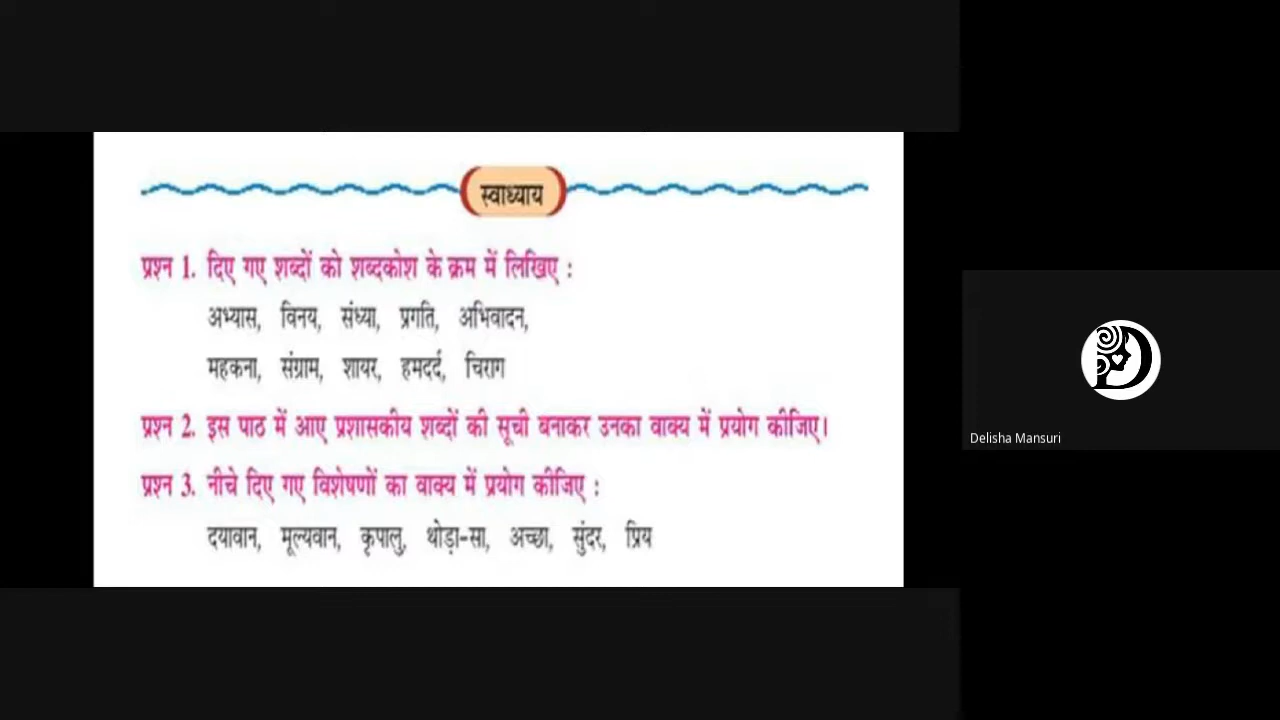 स्वाध्याय
प्रश्न 1. दिए गए शब्दों को शब्दकोश के क्रम में लिखिए :
अभ्यास, विनय, संध्या, प्रगति, अभिवादन,
महकना, संग्राम, शायर, हमदर्द, चिराग
प्रश्न 2. इस पाठ में आए प्रशासकीय शब्दों की सूची बनाकर उनका वाक्य में प्रयोग कीजिए।
प्रश्न 3. नीचे दिए गए विशेषणों का वाक्य में प्रयोग कीजिए :
दयावान, मूल्यवान, कृपालु, थोड़ा-सा, अच्छा, सुंदर, प्रिय
Delisha Mansuri